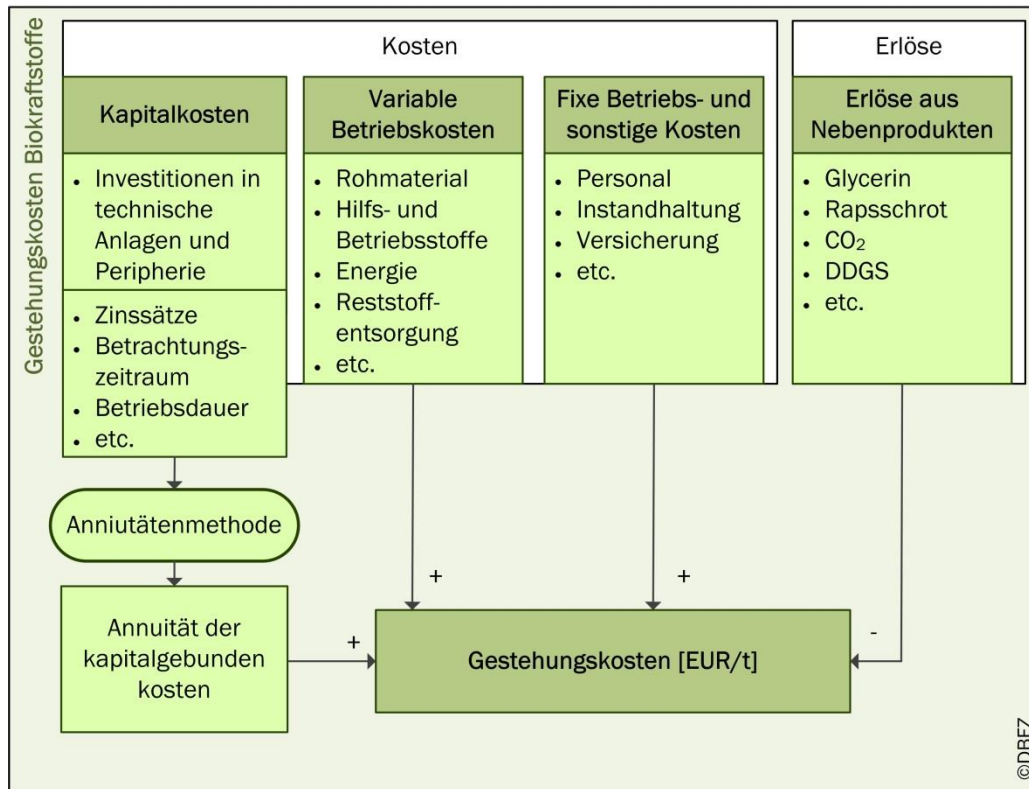 Gestehungskosten Biokraftstoffe
Kosten
Kapitalkosten
• Investitionen in
technische
Anlagen und
Peripherie
• Zinssätze
• Betrachtungs-
zeitraum
• Betriebsdauer
• etc.
Variable
Betriebskosten
• Rohmaterial
• Hilfs- und
Betriebsstoffe
• Energie
• Reststoff-
entsorgung
• etc.
Fixe Betriebs- und
sonstige Kosten
• Personal
• Instandhaltung
• Versicherung
• etc.
Erlöse
Erlöse aus
Nebenprodukten
• Glycerin
• Rapsschrot
• CO₂
• DDGS
• etc.
Anniutätenmethode
Annuität der
kapitalgebunden
kosten
+
+
+
-
Gestehungskosten [EUR/t]
©DBFZ